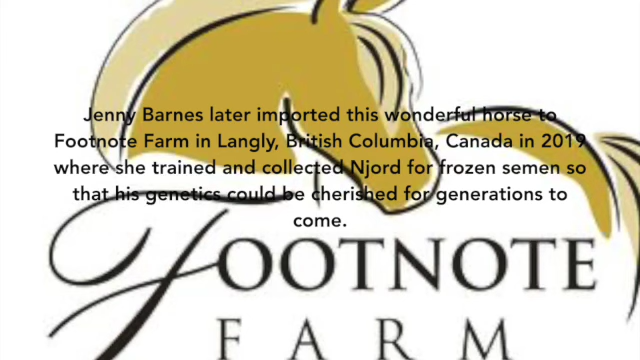 Jenny Barnes later imported this wonderful horse to
Footnote Farm in Langly, British Columbia, Canada in 2019
where she trained and collected Njord for frozen semen so
that his genetics could be cherished for generations to
come.
FOOTNOTE
FARM